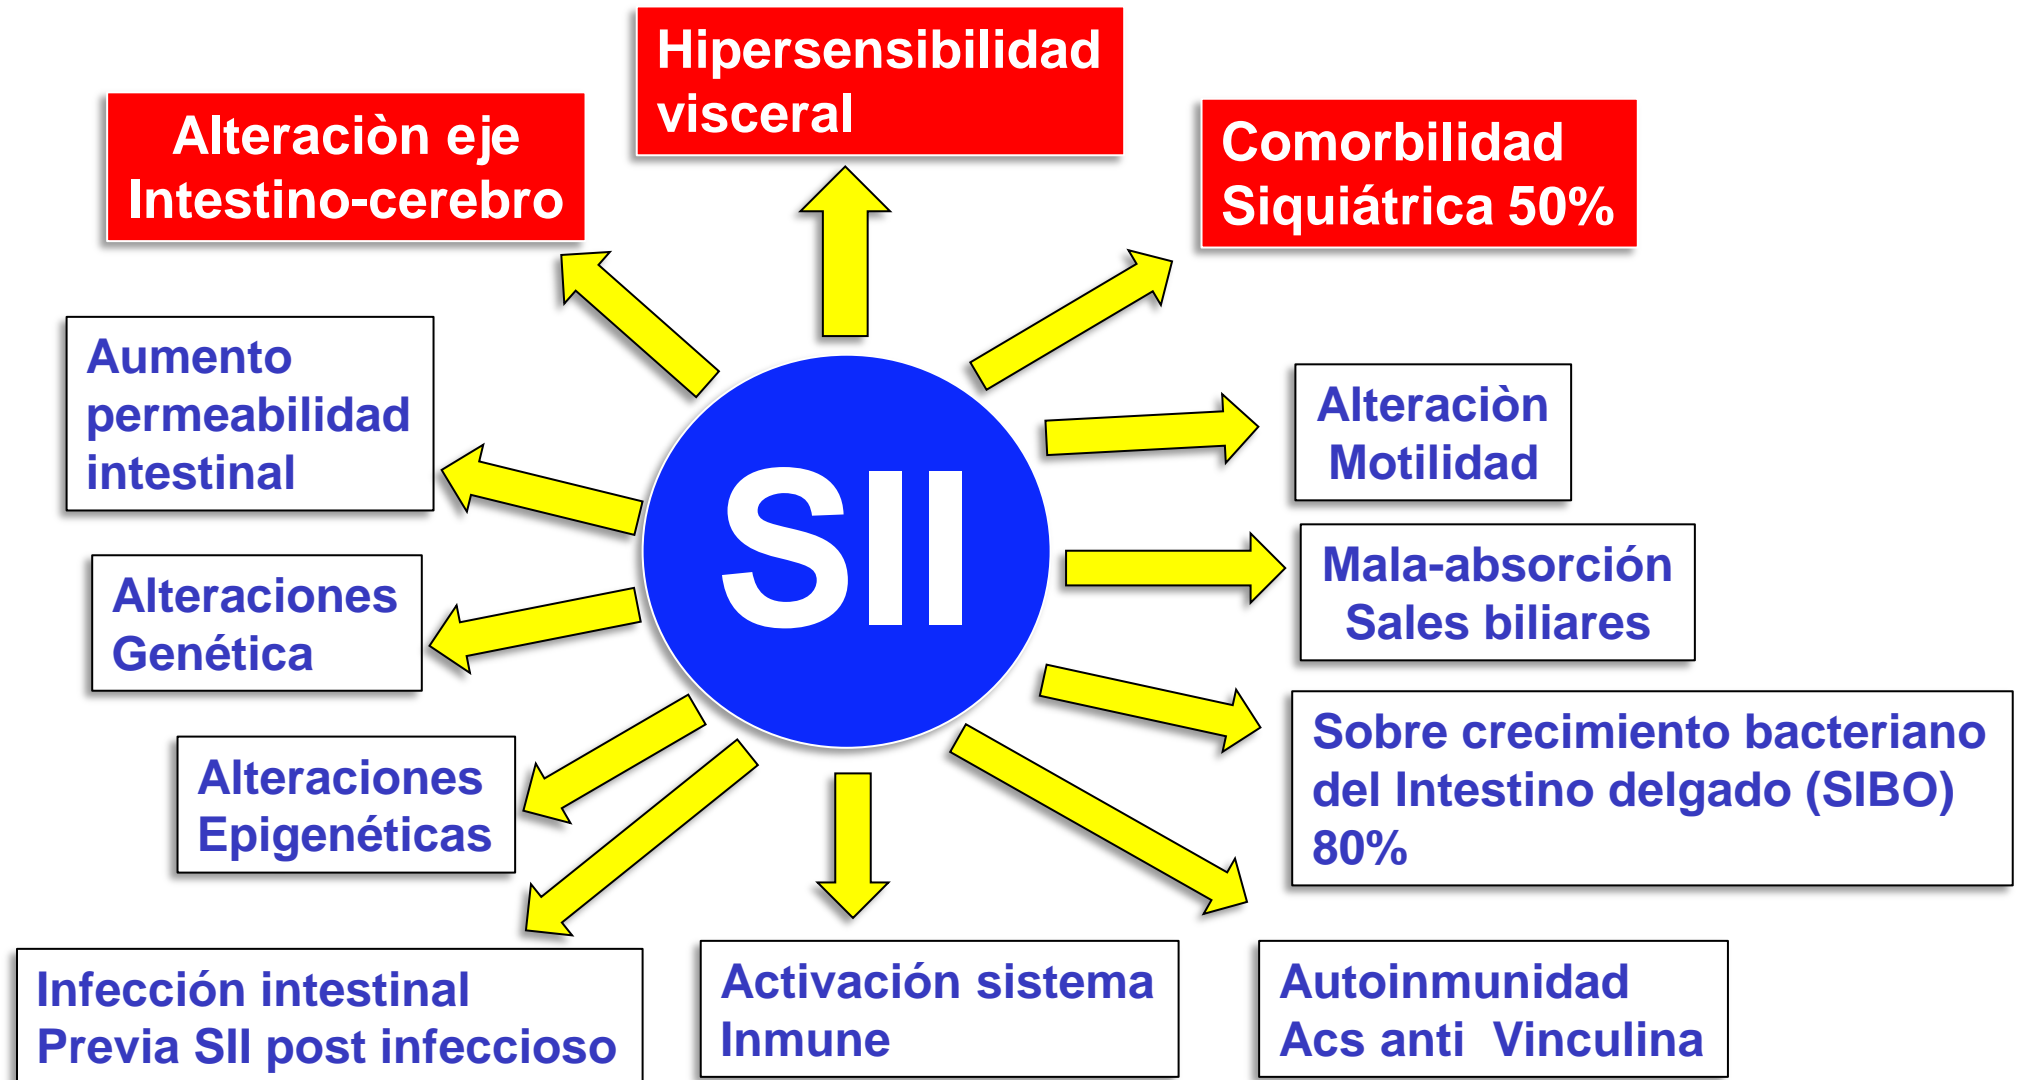 Hipersensibilidad
visceral
Alteraciòn eje
Intestino-cerebro
Comorbilidad
Siquiátrica 50%
Aumento
permeabilidad
intestinal
Alteraciòn
Motilidad
SII
Mala-absorción
Sales biliares
Alteraciones
Genética
Sobre crecimiento bacteriano
del Intestino delgado (SIBO)
80%
Alteraciones
Epigenéticas
Infección intestinal
Previa SII post infeccioso
Activación sistema
Inmune
Autoinmunidad
Acs anti  Vinculina